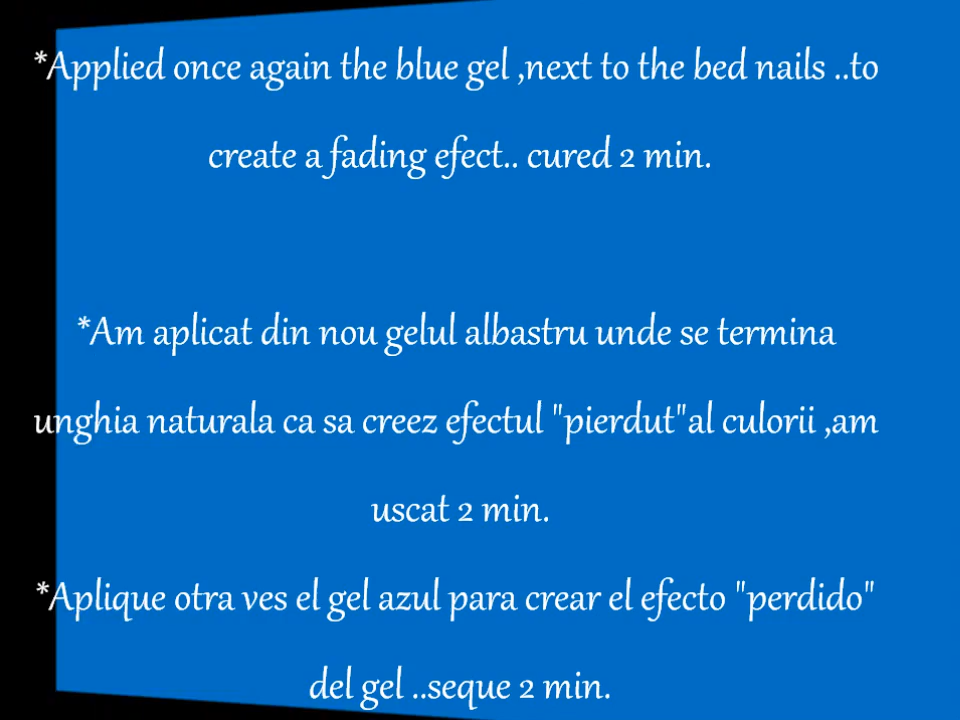 *Applied once again the blue gel ,next to the bed nails ..to
create a fading efect.. cured 2 min.
*Am aplicat din nou gelul albastru unde se termina
unghia naturala ca sa creez efectul "pierdut"al culorii ,am
uscat 2 min.
*Aplique otra ves el gel azul para crear el efecto "perdido"
del gel ..seque 2 min.